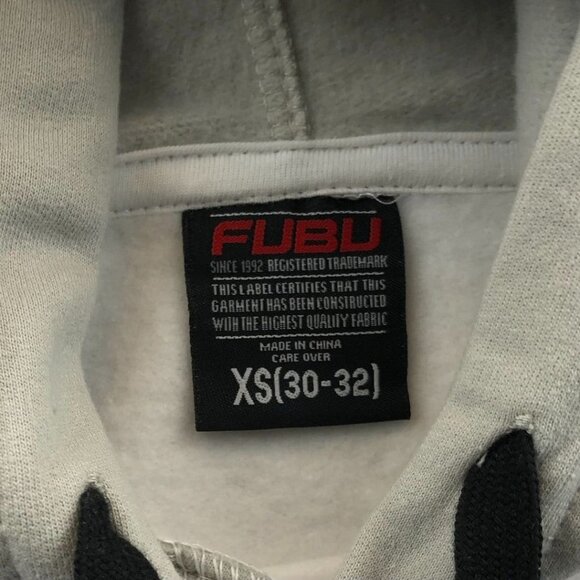 FUBU
SINCE 1992 REGISTERED TRADEMARK
THIS LABEL CERTIFIES THAT THIS
GARMENT HAS BEEN CONSTRUCTED
WITH THE HIGHEST QUALITY FABRIC
MADE IN CHINA
CARE OVER
XS(30-32)